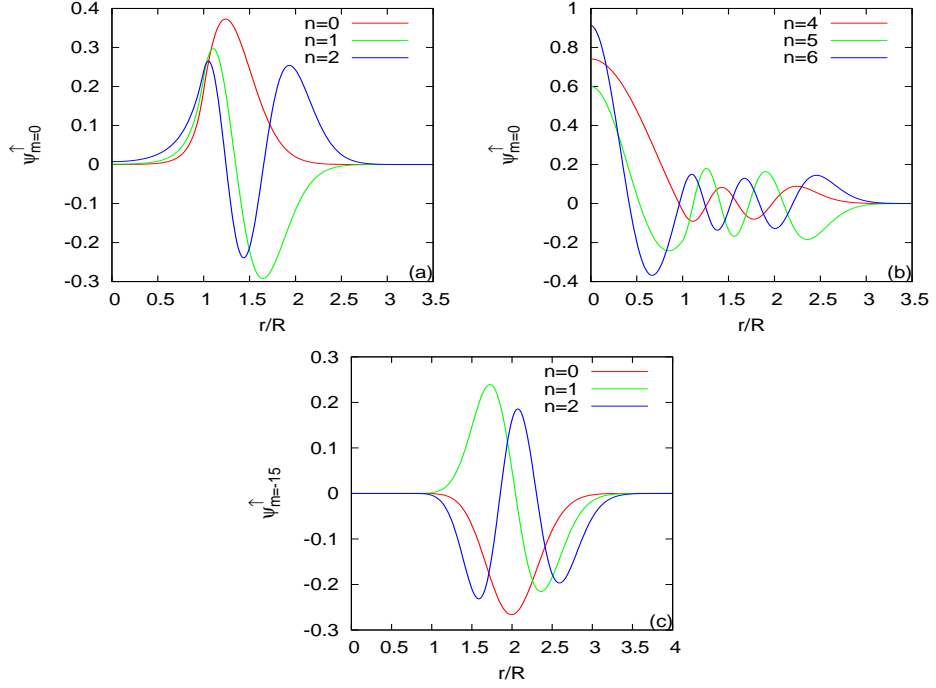 0.4
0.3
0.2
0.1
0
-0.1
-0.2
-0.3
0 0.5 1 1.5 2 2.5 3 3.5
ψ↑m=0
r/R
n=0
n=1
n=2
(a)
1
0.8
0.6
0.4
0.2
0
-0.2
-0.4
0 0.5 1 1.5 2 2.5 3 3.5
ψ↑m=0
r/R
n=4
n=5
n=6
(b)
0.3
0.2
0.1
0
-0.1
-0.2
-0.3
0 0.5 1 1.5 2 2.5 3 3.5 4
ψ↑m=-15
r/R
n=0
n=1
n=2
(c)